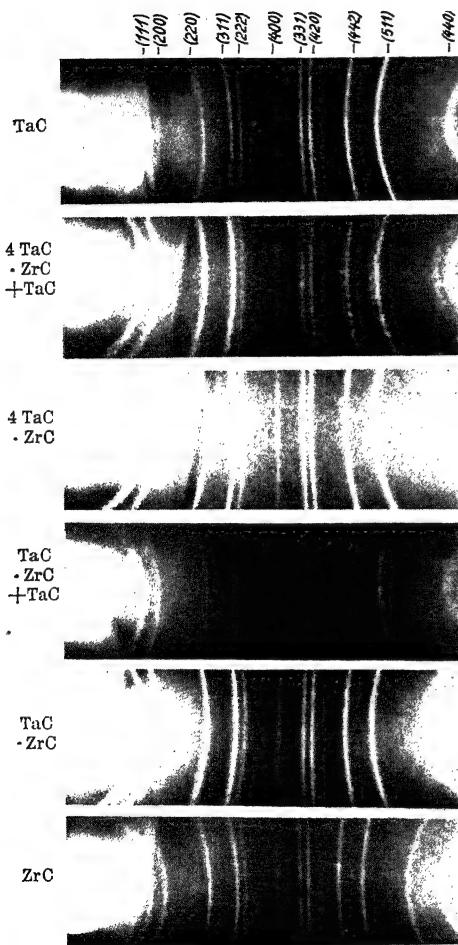 -(111)
-(200)
-(220)
-(311)
-(222)
-(400)
-(331)
-(420)
-(442)
-(511)
-(440)
TaC
4 TaC
· ZrC
+TaC
4 TaC
· ZrC
TaC
· ZrC
+TaC
TaC
· ZrC
ZrC